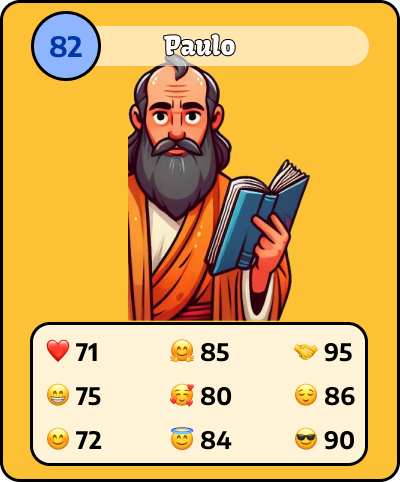 82 Paulo
❤️ 71 🤗 85 🤝 95
😁 75 🥰 80 😌 86
😊 72 😇 84 😎 90